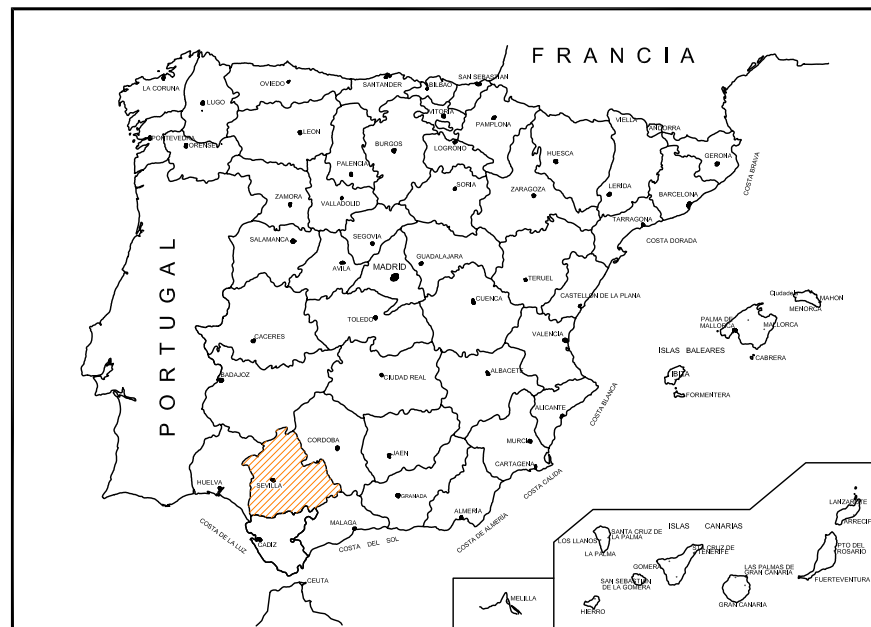 FRANCIA
PORTUGAL
LA CORUNA
LUGO
OVIEDO
SANTANDER
BILBAO
SAN SEBASTIAN
VITORIA
PAMPLONA
VIELLA
ANDORRA
PONTEVEDRA
ORENSE
LEON
BURGOS
LOGROÑO
HUESCA
GERONA
PALENCIA
SORIA
ZARAGOZA
LERIDA
BARCELONA
COSTA BRAVA
ZAMORA
VALLADOLID
TARRAGONA
COSTA DORADA
SALAMANCA
SEGOVIA
AVILA
MADRID
GUADALAJARA
TERUEL
CASTELLON DE LA PLANA
CUENCA
TOLEDO
CACERES
VALENCIA
Ciudadela
MAHON
MENORCA
PALMA DE
MALLORCA
MALLORCA
ISLAS BALEARES
CABRERA
IBIZA
FORMENTERA
BADAJOZ
CIUDAD REAL
ALBACETE
ALICANTE
COSTA BLANCA
CORDOBA
JAEN
MURCIA
CARTAGENA
COSTA CALIDA
HUELVA
SEVILLA
GRANADA
ALMERÍA
COSTA DE ALMERIA
MALAGA
COSTA DEL SOL
COSTA DE LA LUZ
CADIZ
CEUTA
MELILLA
ISLAS CANARIAS
LANZAROTE
ARRECIFE
SANTA CRUZ DE
LA PALMA
LOS LLANOS
LA PALMA
STA CRUZ DE
TENERIFE
GOMERA
SAN SEBASTIÁN
DE LA GOMERA
HIERRO
LAS PALMAS DE
GRAN CANARIA
GRAN CANARIA
PTO DEL
ROSARIO
FUERTEVENTURA